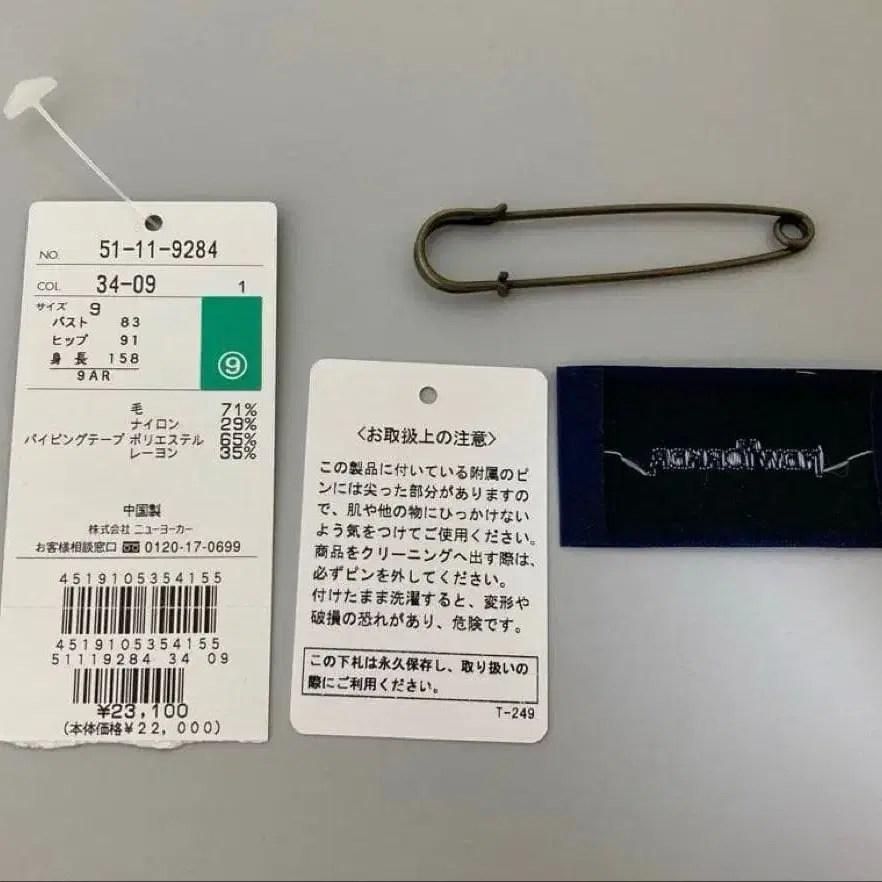 NO. 51-11-9284
COL 34-09 1
サイズ 9
バスト 83
ヒップ 91
身長 158
9AR
⑨
毛 71%
ナイロン 29%
パイピングテープ ポリエステル 65%
レーヨン 35%
中国製
株式会社 ニューヨーカー
お客様相談窓口 0120-17-0699
4519105354155
4519105354155
51119284 34 09
¥23,100
(本体価格¥22,000)
〈お取扱上の注意〉
この製品に付いている附属のピ
ンには尖った部分がありますの
で、肌や他の物にひっかけない
よう気をつけてご使用ください。
商品をクリーニングへ出す際は、
必ずピンを外してください。
付けたまま洗濯すると、変形や
破損の恐れがあり、危険です。
この下札は永久保存し、取り扱いの
際にご利用ください。
T-249